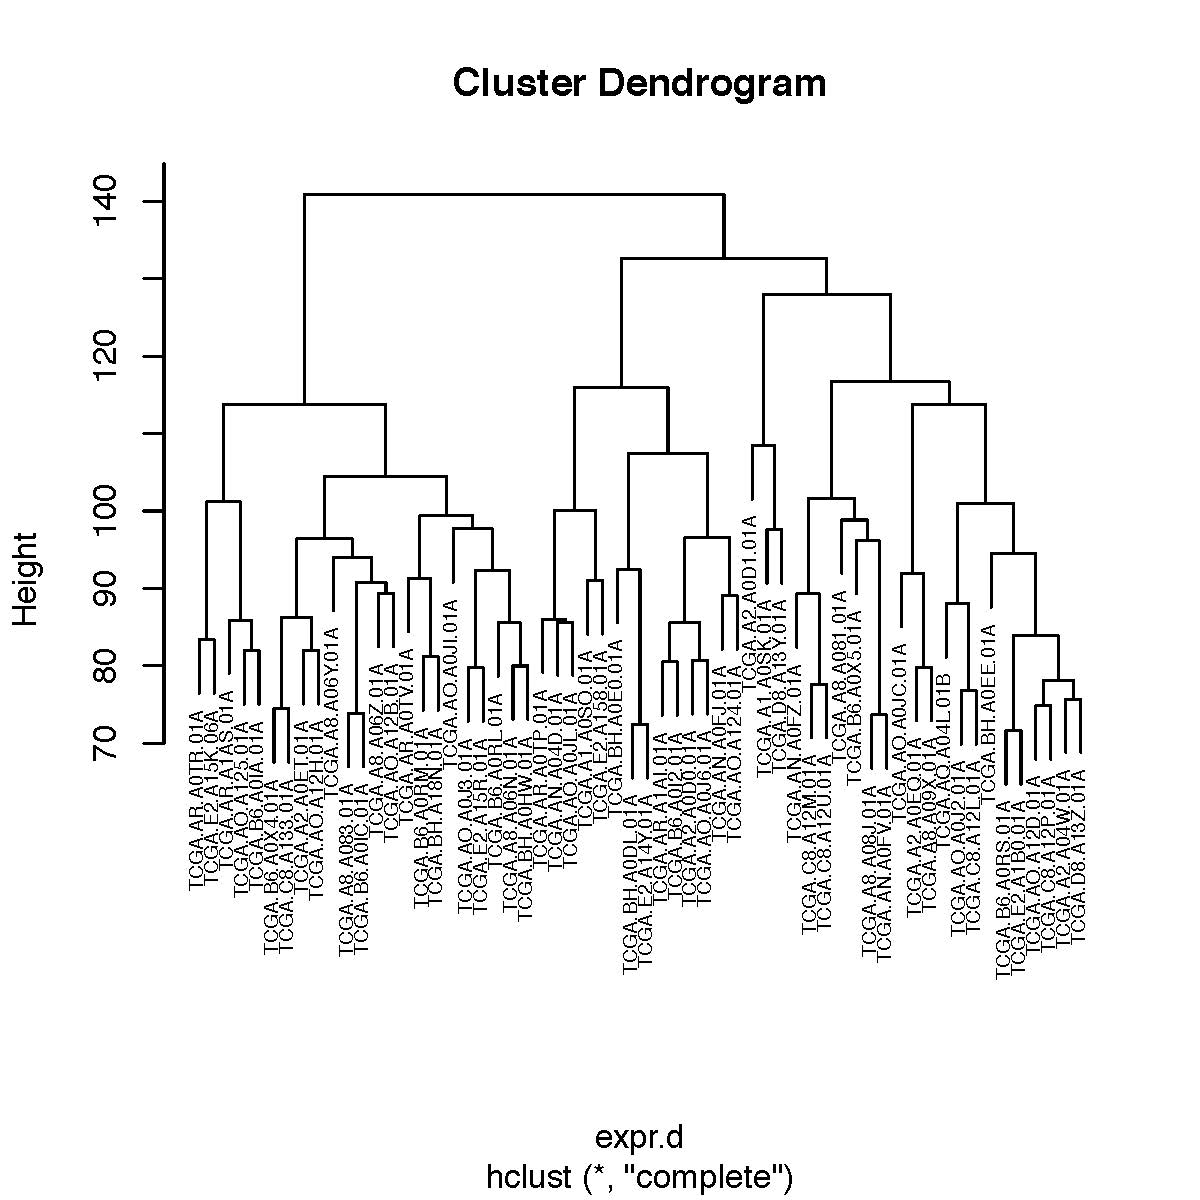 Cluster Dendrogram
Height
140
120
100
90
80
70
TCGA.AR.A0TR.01A
TCGA.E2.A15K.06A
TCGA.AR.A1AS.01A
TCGA.AO.A125.01A
TCGA.B6.A0IA.01A
TCGA.B6.A0X4.01A
TCGA.C8.A133.01A
TCGA.A2.A0ET.01A
TCGA.AO.A12H.01A
TCGA.A8.A06Y.01A
TCGA.A8.A083.01A
TCGA.B6.A0IC.01A
TCGA.A8.A06Z.01A
TCGA.AO.A12B.01A
TCGA.AR.A0TV.01A
TCGA.B6.A0RM.01A
TCGA.BH.A18N.01A
TCGA.AO.A0JI.01A
TCGA.AO.A0J3.01A
TCGA.E2.A15R.01A
TCGA.B6.A0RL.01A
TCGA.A8.A06N.01A
TCGA.BH.A0HW.01A
TCGA.AR.A0TP.01A
TCGA.AN.A04D.01A
TCGA.AO.A0JL.01A
TCGA.A1.A0SO.01A
TCGA.E2.A158.01A
TCGA.BH.A0E0.01A
TCGA.BH.A0DL.01A
TCGA.E2.A14Y.01A
TCGA.AR.A1AI.01A
TCGA.A2.A0D0.01A
TCGA.AO.A0J6.01A
TCGA.AN.A0FJ.01A
TCGA.AO.A124.01A
TCGA.A2.A0D1.01A
TCGA.A1.A0SK.01A
TCGA.D8.A13Y.01A
TCGA.AN.A0FZ.01A
TCGA.C8.A12M.01A
TCGA.C8.A12U.01A
TCGA.A8.A081.01A
TCGA.B6.A0X5.01A
TCGA.A8.A08J.01A
TCGA.AN.A0FV.01A
TCGA.AO.A0JC.01A
TCGA.A2.A0EQ.01A
TCGA.A8.A09X.01A
TCGA.AQ.A04L.01B
TCGA.AO.A0J2.01A
TCGA.C8.A12L.01A
TCGA.BH.A0EE.01A
TCGA.B6.A0RS.01A
TCGA.E2.A1B0.01A
TCGA.AO.A12D.01A
TCGA.C8.A12P.01A
TCGA.A2.A04W.01A
TCGA.D8.A13Z.01A
expr.d
hclust (*, "complete")